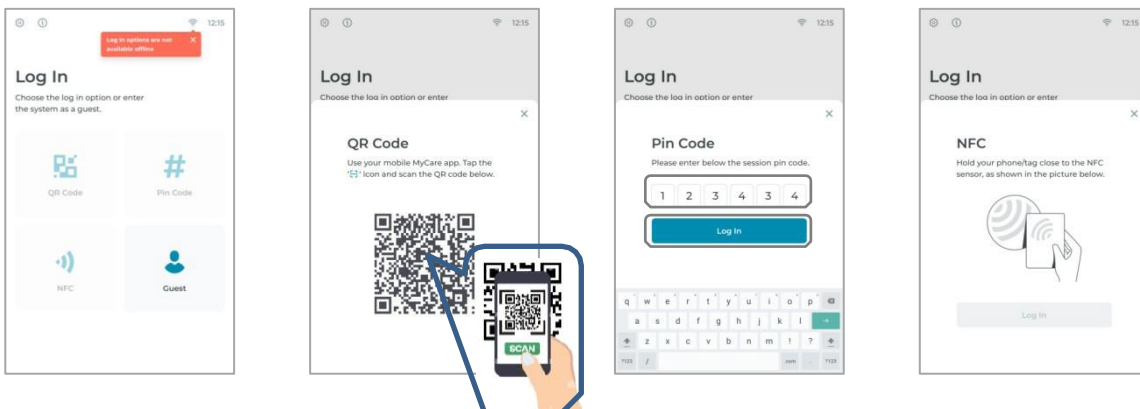 12:15
Log in options are not
available offline
Log In
Choose the log in option or enter
the system as a guest.
QR Code
Pin Code
NFC
Guest
12:15
Log In
Choose the log in option or enter
QR Code
Use your mobile MyCare app. Tap the
" " icon and scan the QR code below.
SCAN
12:15
Log In
Choose the log in option or enter
Pin Code
Please enter below the session pin code.
1 2 3 4 3 4
Log In
q w e r t y u i o p
a s d f g h j k l
z x c v b n m ! ?
?123 / .com . ?123
12:15
Log In
Choose the log in option or enter
NFC
Hold your phone/tag close to the NFC
sensor, as shown in the picture below.
Log In